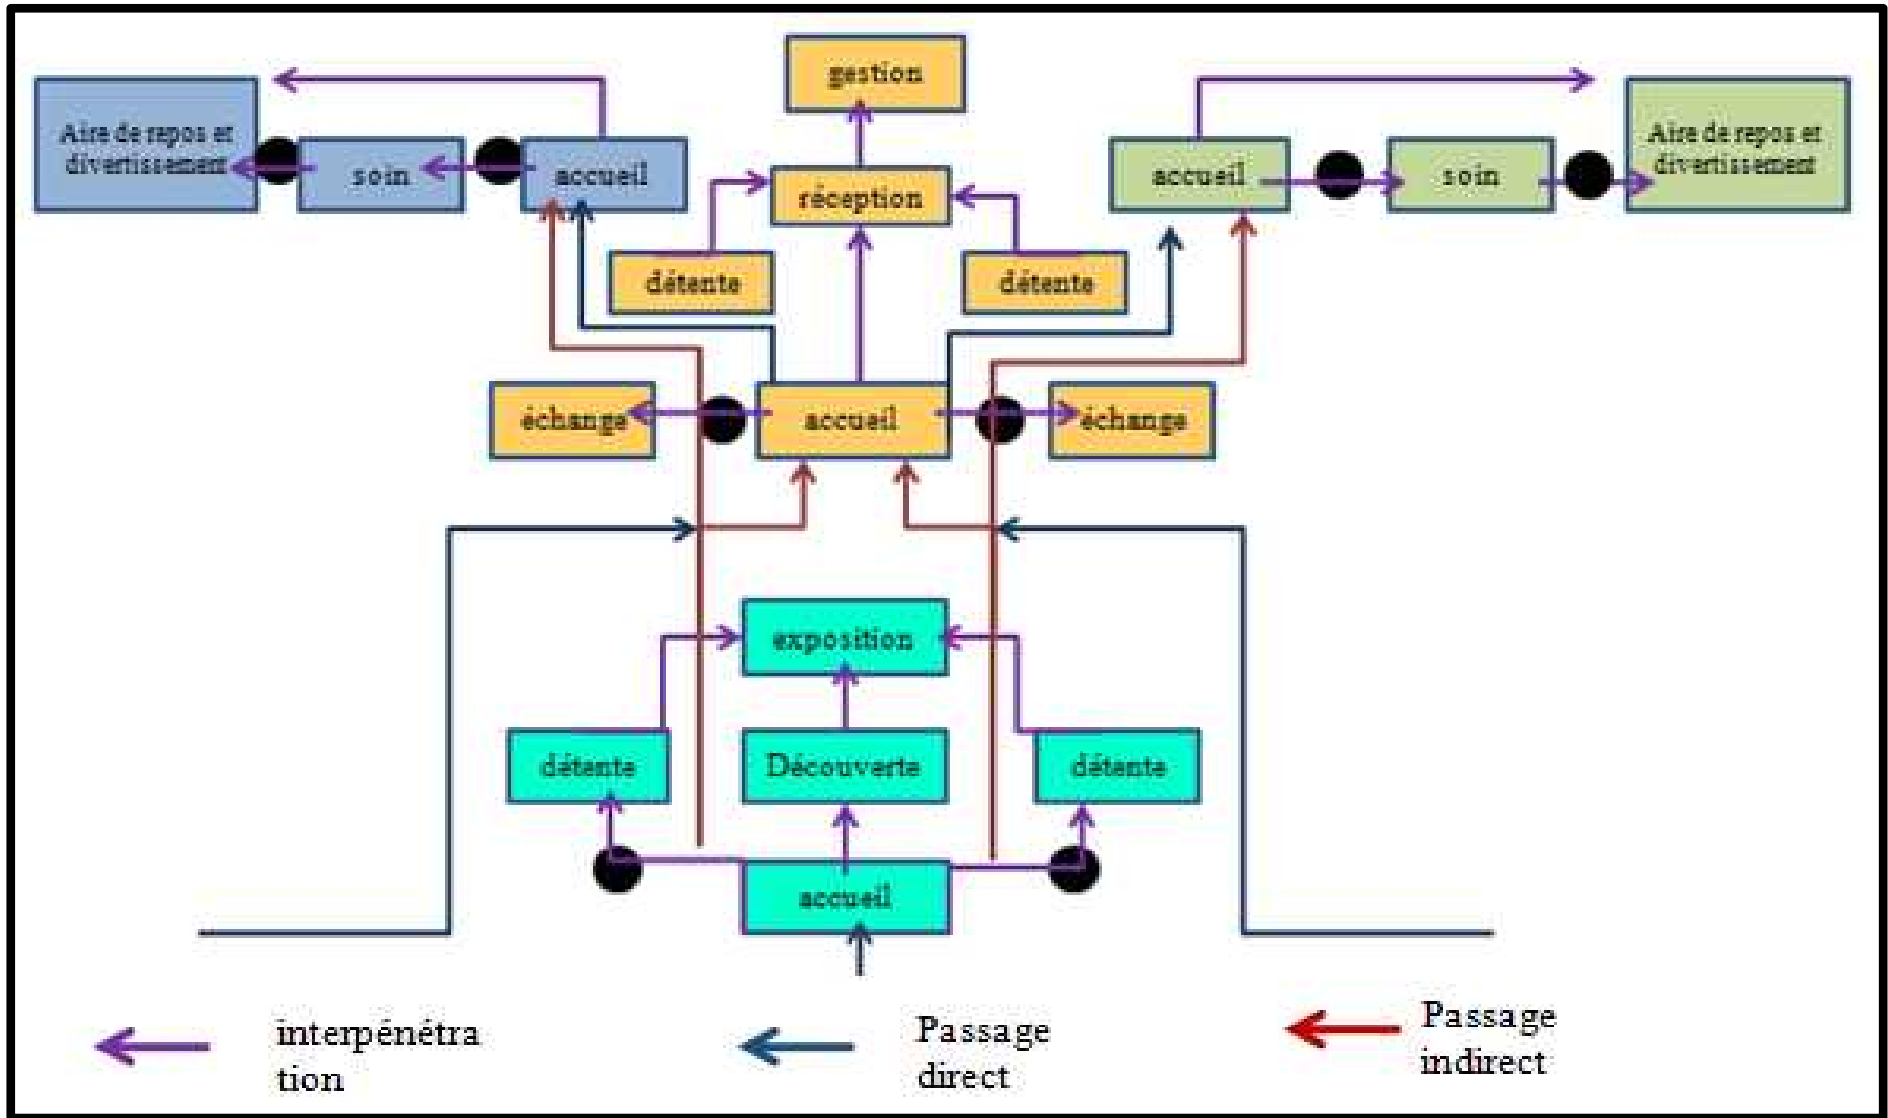 gestion
Aire de repos et
divertissement
soin
accueil
réception
accueil
soin
Aire de repos et
divertissement
détente
détente
échange
accueil
échange
exposition
détente
Découverte
détente
accueil
interpénétra
tion
Passage
direct
Passage
indirect